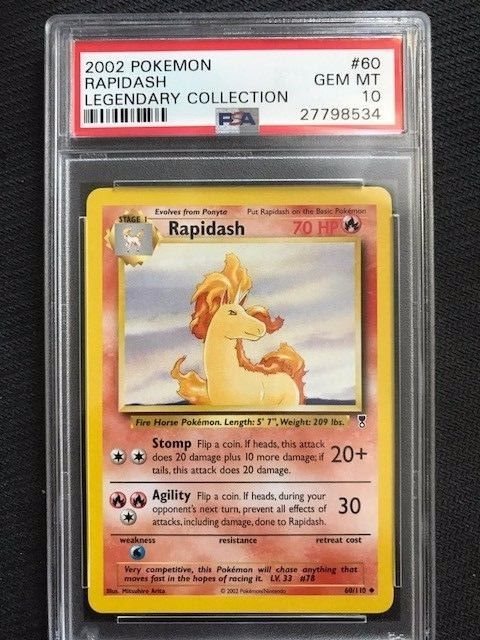 2002 POKEMON #60
RAPIDASH GEM MT
LEGENDARY COLLECTION 10
PSA 27798534
Evolves from Ponyta Put Rapidash on the Basic Pokémon
STAGE 1 Rapidash 70 HP
Fire Horse Pokémon. Length: 5' 7", Weight: 209 lbs.
Stomp Flip a coin. If heads, this attack
does 20 damage plus 10 more damage; if 20+
tails, this attack does 20 damage.
Agility Flip a coin. If heads, during your
opponent's next turn, prevent all effects of 30
attacks, including damage, done to Rapidash.
weakness resistance retreat cost
Very competitive, this Pokémon will chase anything that
moves fast in the hopes of racing it. LV. 33 #78
Illus. Mitsuhiro Arita © 2002 Pokémon/Nintendo 60/110